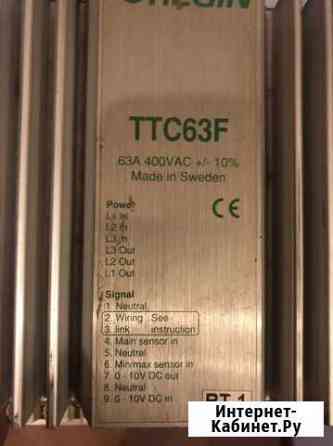 TTC63F
63A 400VAC +/- 10%
Made in Sweden
Power
L1 In
L2 In
L3 In
L3 Out
L2 Out
L1 Out
CE
Signal
1. Neutral
2. Wiring See
3. link instruction
4. Main sensor in
5. Neutral
6. Min/max sensor in
7. 0 - 10V DC out
8. Neutral
9. 0 - 10V DC in
Интернет-
Кабинет.Ру